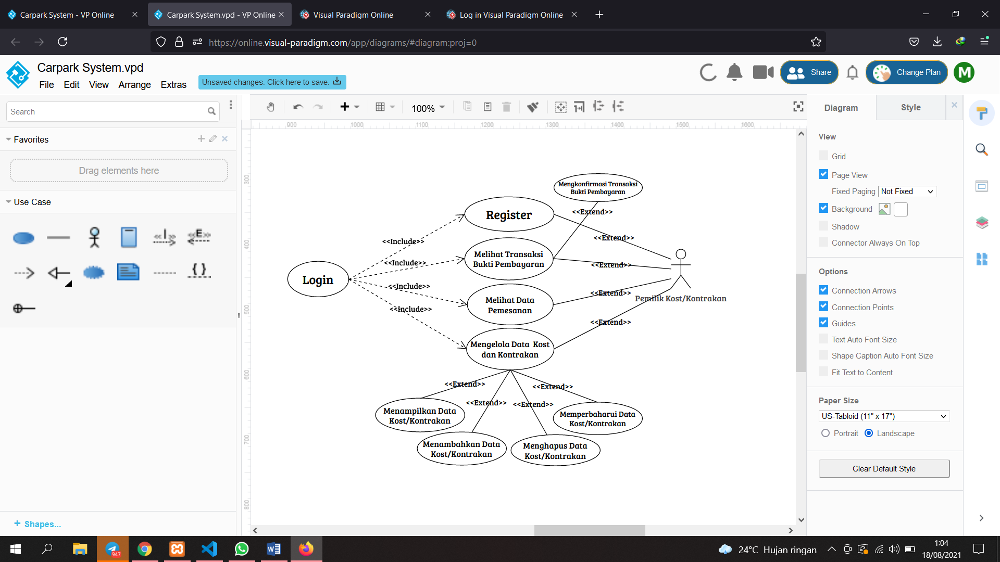 Carpark System - VP Online
Carpark System.vpd - VP Online
Visual Paradigm Online
Log in Visual Paradigm Online
https://online.visual-paradigm.com/app/diagrams/#diagram:proj=0
Carpark System.vpd
File Edit View Arrange Extras
Unsaved changes. Click here to save.
Share
Change Plan
M
Search
100%
Diagram
Style
900 1000 1100 1200 1300 1400 1500 1600
Favorites
Drag elements here
Use Case
<<I>>
<<E>>
{ }
+ Shapes...
300
400
500
600
700
800
Mengkonfirmasi Transaksi
Bukti Pembayaran
<<Extend>>
Register
<<Extend>>
<<Include>>
Melihat Transaksi
Bukti Pembayaran
<<Include>>
<<Extend>>
Login
<<Include>>
<<Extend>>
Pemilik Kost/Kontrakan
Melihat Data
Pemesanan
<<Include>>
<<Extend>>
Mengelola Data Kost
dan Kontrakan
<<Extend>>
<<Extend>>
<<Extend>>
<<Extend>>
Menampilkan Data
Kost/Kontrakan
Memperbaharui Data
Kost/Kontrakan
Menambahkan Data
Kost/Kontrakan
Menghapus Data
Kost/Kontrakan
View
Grid
Page View
Fixed Paging Not Fixed
Background
Shadow
Connector Always On Top
Options
Connection Arrows
Connection Points
Guides
Text Auto Font Size
Shape Caption Auto Font Size
Fit Text to Content
Paper Size
US-Tabloid (11" x 17")
Portrait Landscape
Clear Default Style
947
24°C Hujan ringan
1:04
18/08/2021